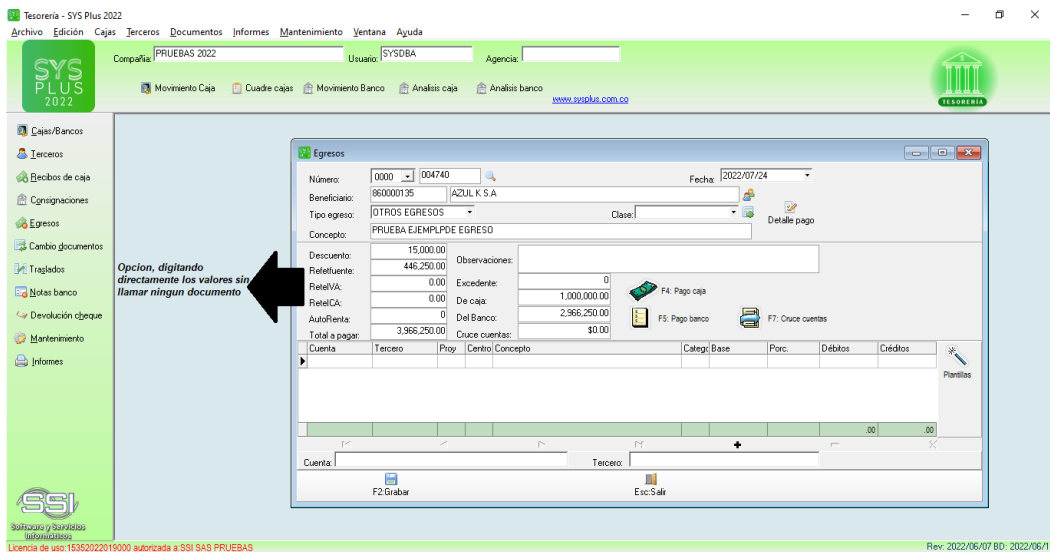 Tesorería - SYS Plus 2022
Archivo Edición Cajas Terceros Documentos Informes Mantenimiento Ventana Ayuda
SYS PLUS 2022
Compañia: PRUEBAS 2022 Usuario: SYSDBA Agencia:
Movimiento Caja Cuadre cajas Movimiento Banco Analisis caja Analisis banco
www.sysplus.com.co
TESORERÍA
Cajas/Bancos
Terceros
Recibos de caja
Consignaciones
Egresos
Cambio documentos
Traslados
Notas banco
Devolución cheque
Mantenimiento
Informes
Opcion, digitando
directamente los valores sin
llamar ningun documento
Egresos
Número: 0000 004740 Fecha: 2022/07/24
Beneficiario: 860000135 AZUL K S.A
Tipo egreso: OTROS EGRESOS Clase: Detalle pago
Concepto: PRUEBA EJEMPLPDE EGRESO
Descuento: 15,000.00 Observaciones:
Retefuente: 446,250.00
ReteIVA: 0.00 Excedente: 0
ReteICA: 0.00 De caja: 1,000,000.00 F4: Pago caja
AutoRenta: 0 Del Banco: 2,966,250.00 F5: Pago banco F7: Cruce cuentas
Total a pagar: 3,966,250.00 Cruce cuentas: $0.00
Cuenta Tercero Proy Centro Concepto Catego Base Porc. Débitos Créditos
Plantillas
.00 .00
Cuenta: Tercero:
F2:Grabar Esc:Salir
SSI
Software y Servicios
Informáticos
Licencia de uso:15352022019000 autorizada a:SSI SAS PRUEBAS Rev: 2022/06/07 BD: 2022/06/1